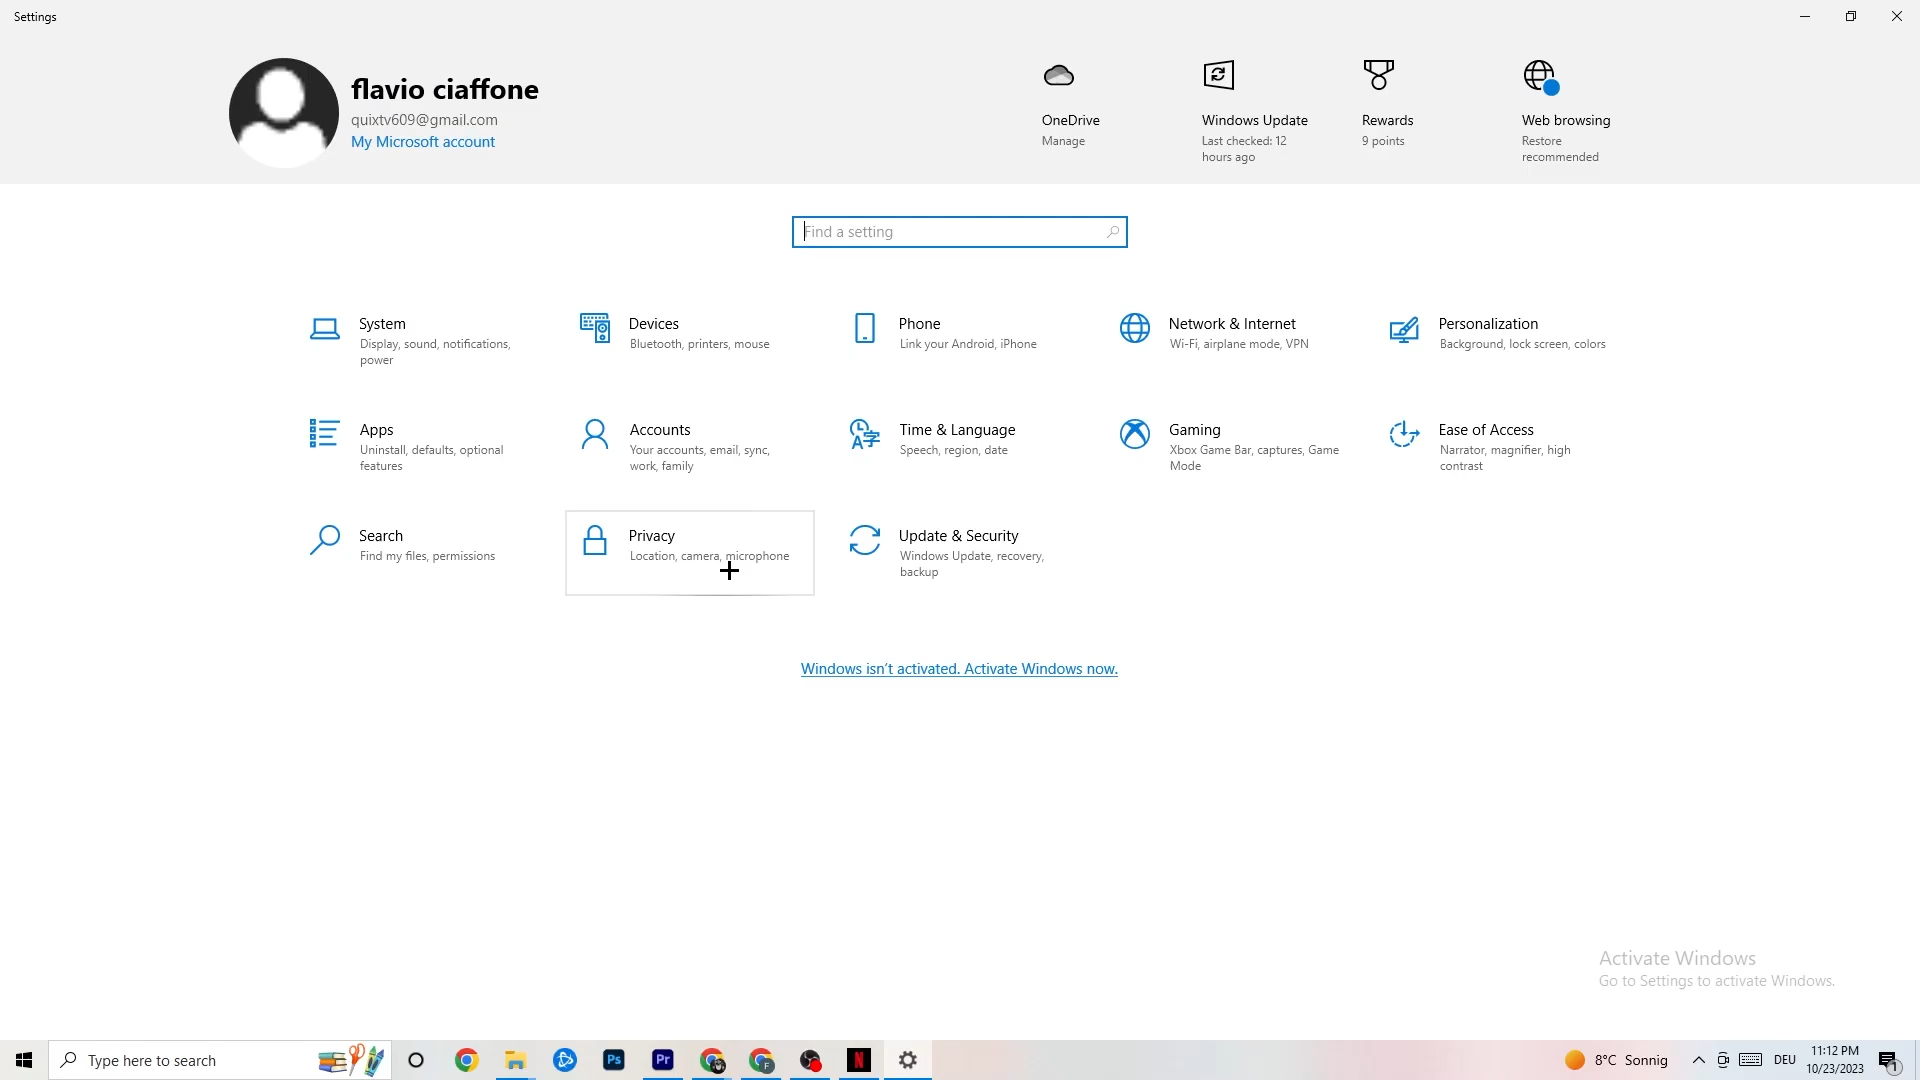 Settings
flavio ciaffone
quixtv609@gmail.com
My Microsoft account
OneDrive
Manage
Windows Update
Last checked: 12
hours ago
Rewards
9 points
Web browsing
Restore
recommended
Find a setting
System
Display, sound, notifications,
power
Devices
Bluetooth, printers, mouse
Phone
Link your Android, iPhone
Network & Internet
Wi-Fi, airplane mode, VPN
Personalization
Background, lock screen, colors
Apps
Uninstall, defaults, optional
features
Accounts
Your accounts, email, sync,
work, family
Time & Language
Speech, region, date
Gaming
Xbox Game Bar, captures, Game
Mode
Ease of Access
Narrator, magnifier, high
contrast
Search
Find my files, permissions
Privacy
Location, camera, microphone
Update & Security
Windows Update, recovery,
backup
Windows isn't activated. Activate Windows now.
Activate Windows
Go to Settings to activate Windows.
Type here to search
Ps
Pr
F
N
8°C Sonnig
DEU
11:12 PM
10/23/2023
1